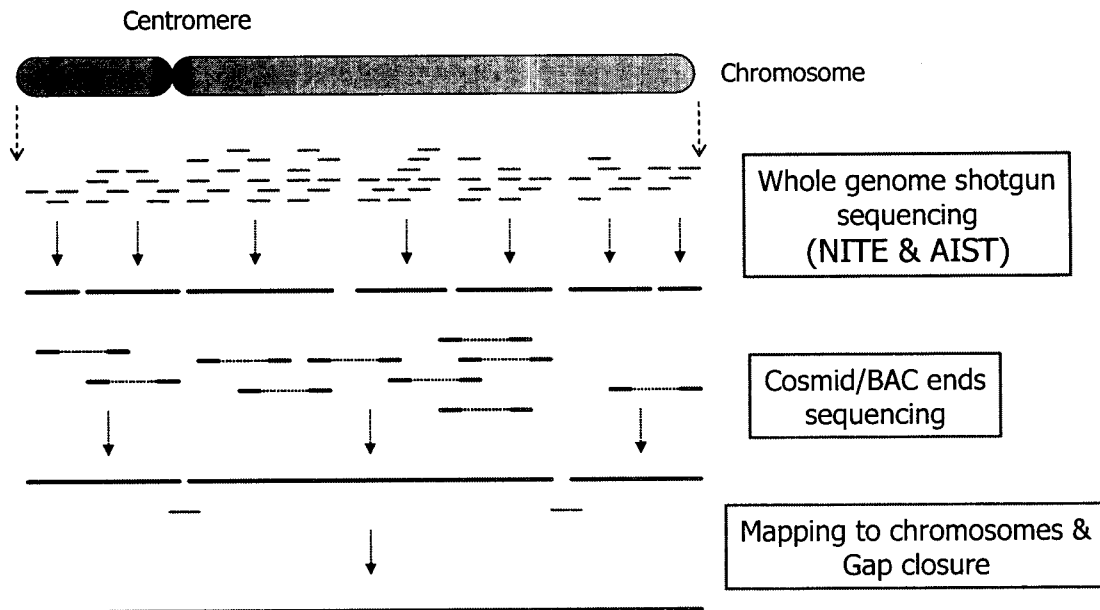 Centromere
Chromosome
Whole genome shotgun
sequencing
(NITE & AIST)
Cosmid/BAC ends
sequencing
Mapping to chromosomes &
Gap closure